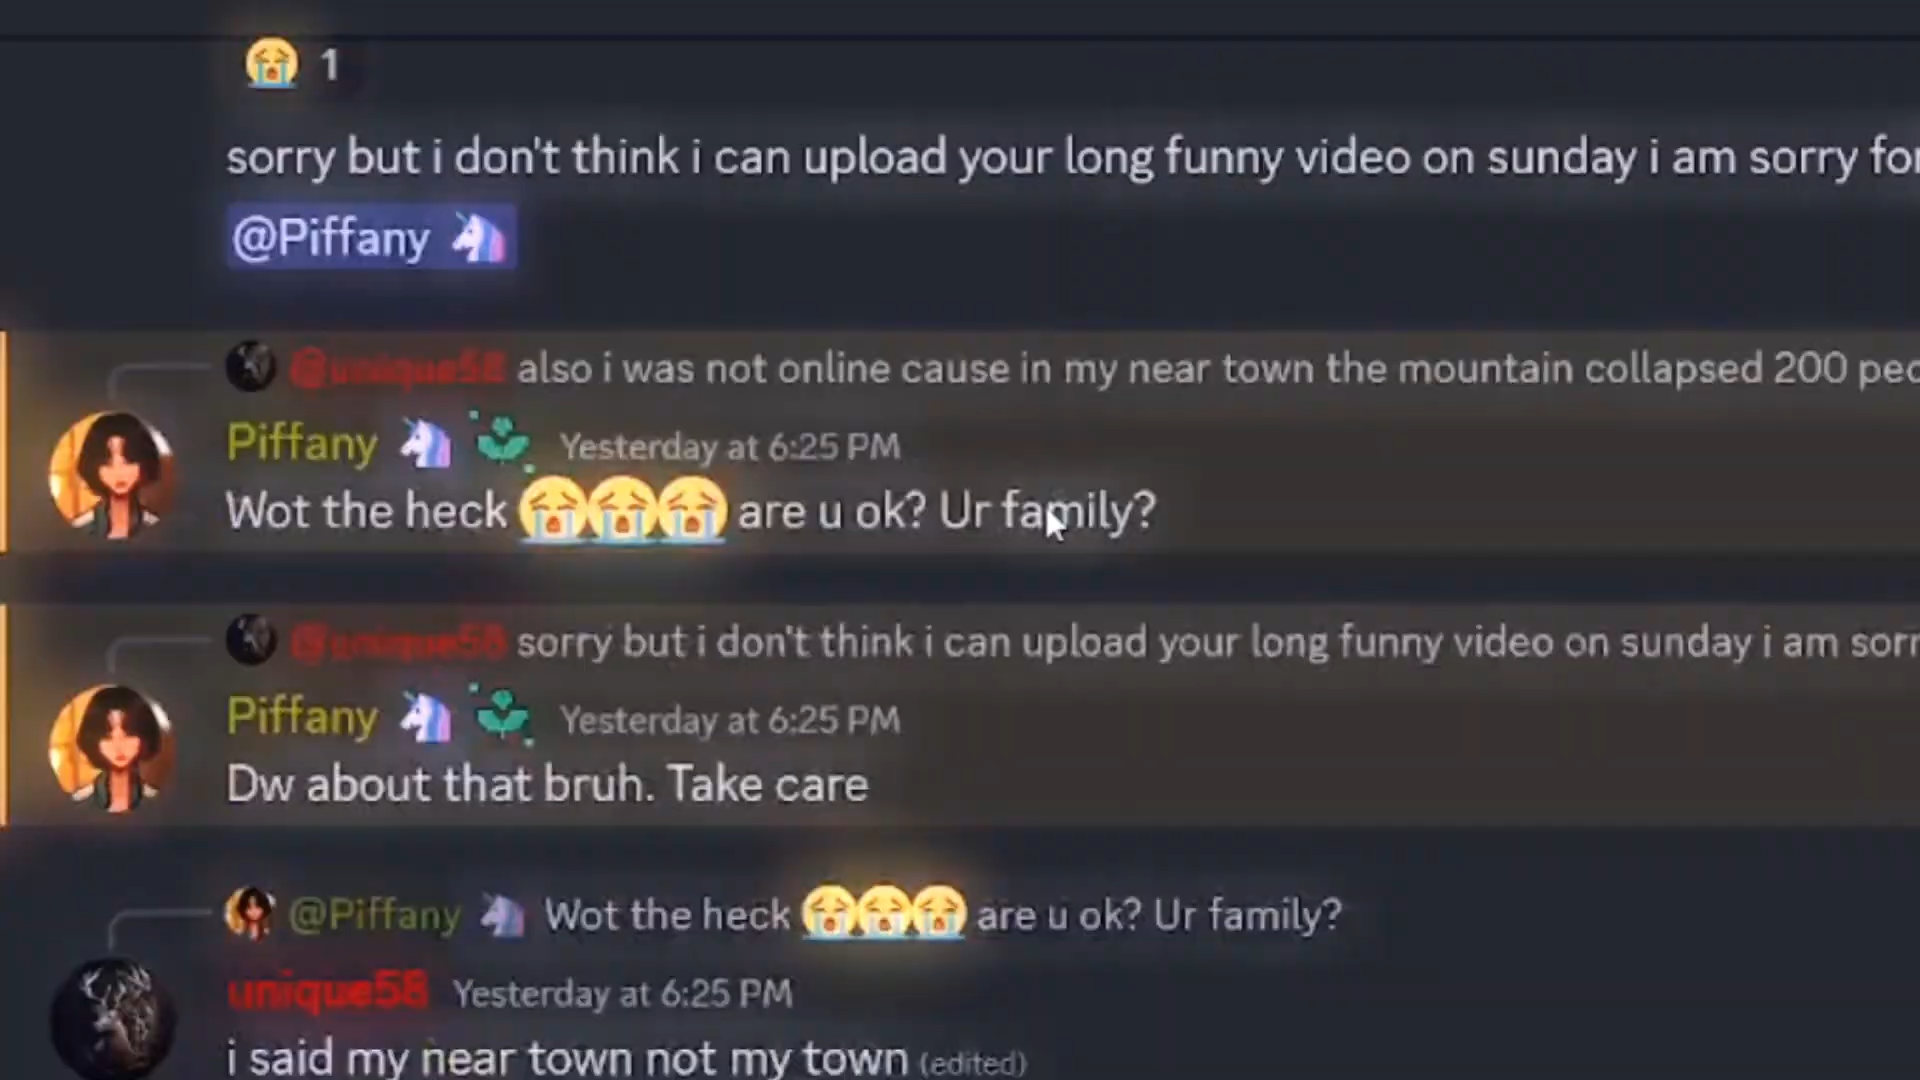 1
sorry but i don't think i can upload your long funny video on sunday i am sorry for
@Piffany
@unique58 also i was not online cause in my near town the mountain collapsed 200
Piffany Yesterday at 6:25 PM
Wot the heck 😭😭😭 are u ok? Ur family?
@unique58 sorry but i don't think i can upload your long funny video on sunday i am
Piffany Yesterday at 6:25 PM
Dw about that bruh. Take care
@Piffany Wot the heck 😭😭😭 are u ok? Ur family?
unique58 Yesterday at 6:25 PM
i said my near town not my town (edited)